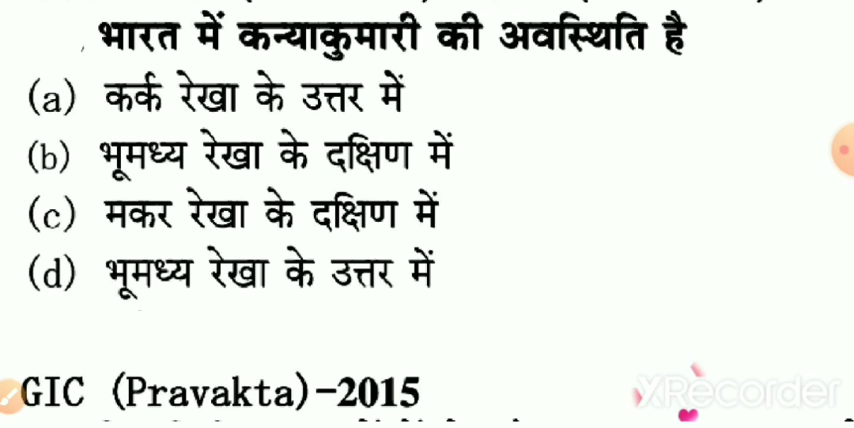 भारत में कन्याकुमारी की अवस्थिति है
(a) कर्क रेखा के उत्तर में
(b) भूमध्य रेखा के दक्षिण में
(c) मकर रेखा के दक्षिण में
(d) भूमध्य रेखा के उत्तर में
GIC (Pravakta)-2015
XRecorder